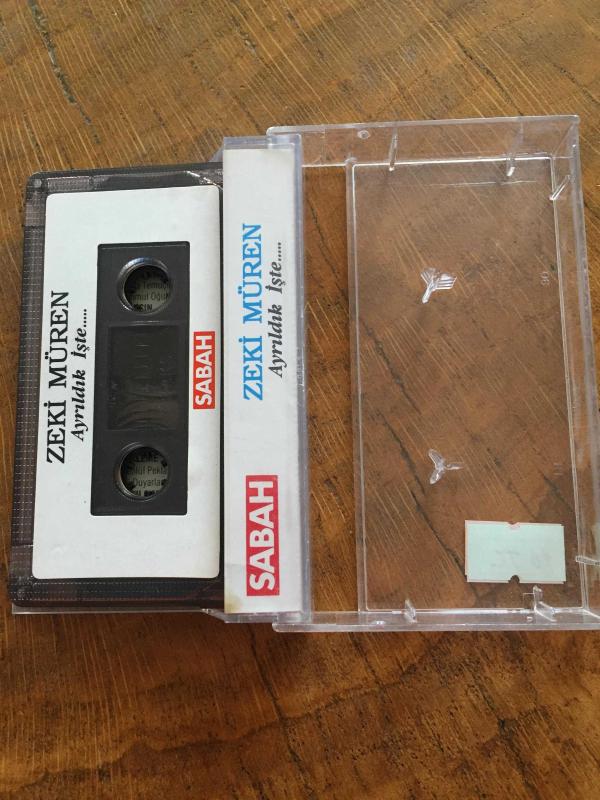 ZEKİ MÜREN
Ayrıldık İşte.....
SABAH
ZEKİ MÜREN
Ayrıldık İşte.....
SABAH